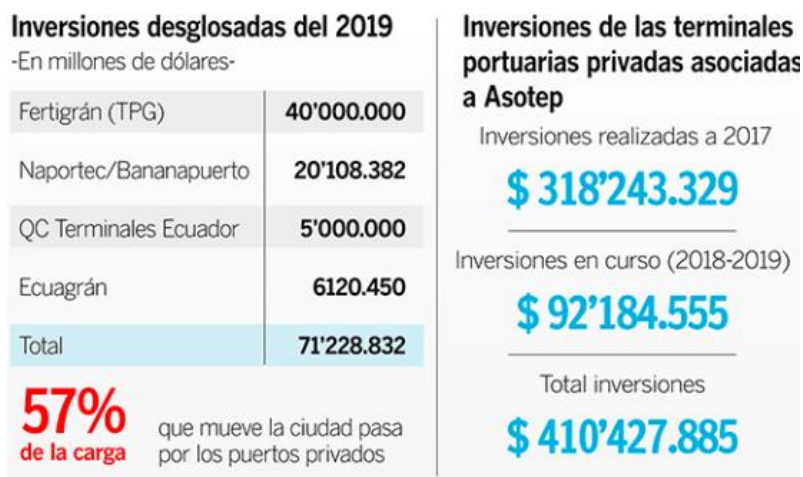 Inversiones desglosadas del 2019
-En millones de dólares-
Fertigrán (TPG) 40'000.000
Naportec/Bananapuerto 20'108.382
QC Terminales Ecuador 5'000.000
Ecuagrán 6120.450
Total 71'228.832
57%
de la carga
que mueve la ciudad pasa
por los puertos privados
Inversiones de las terminales
portuarias privadas asociadas
a Asotep
Inversiones realizadas a 2017
$ 318'243.329
Inversiones en curso (2018-2019)
$ 92'184.555
Total inversiones
$ 410'427.885